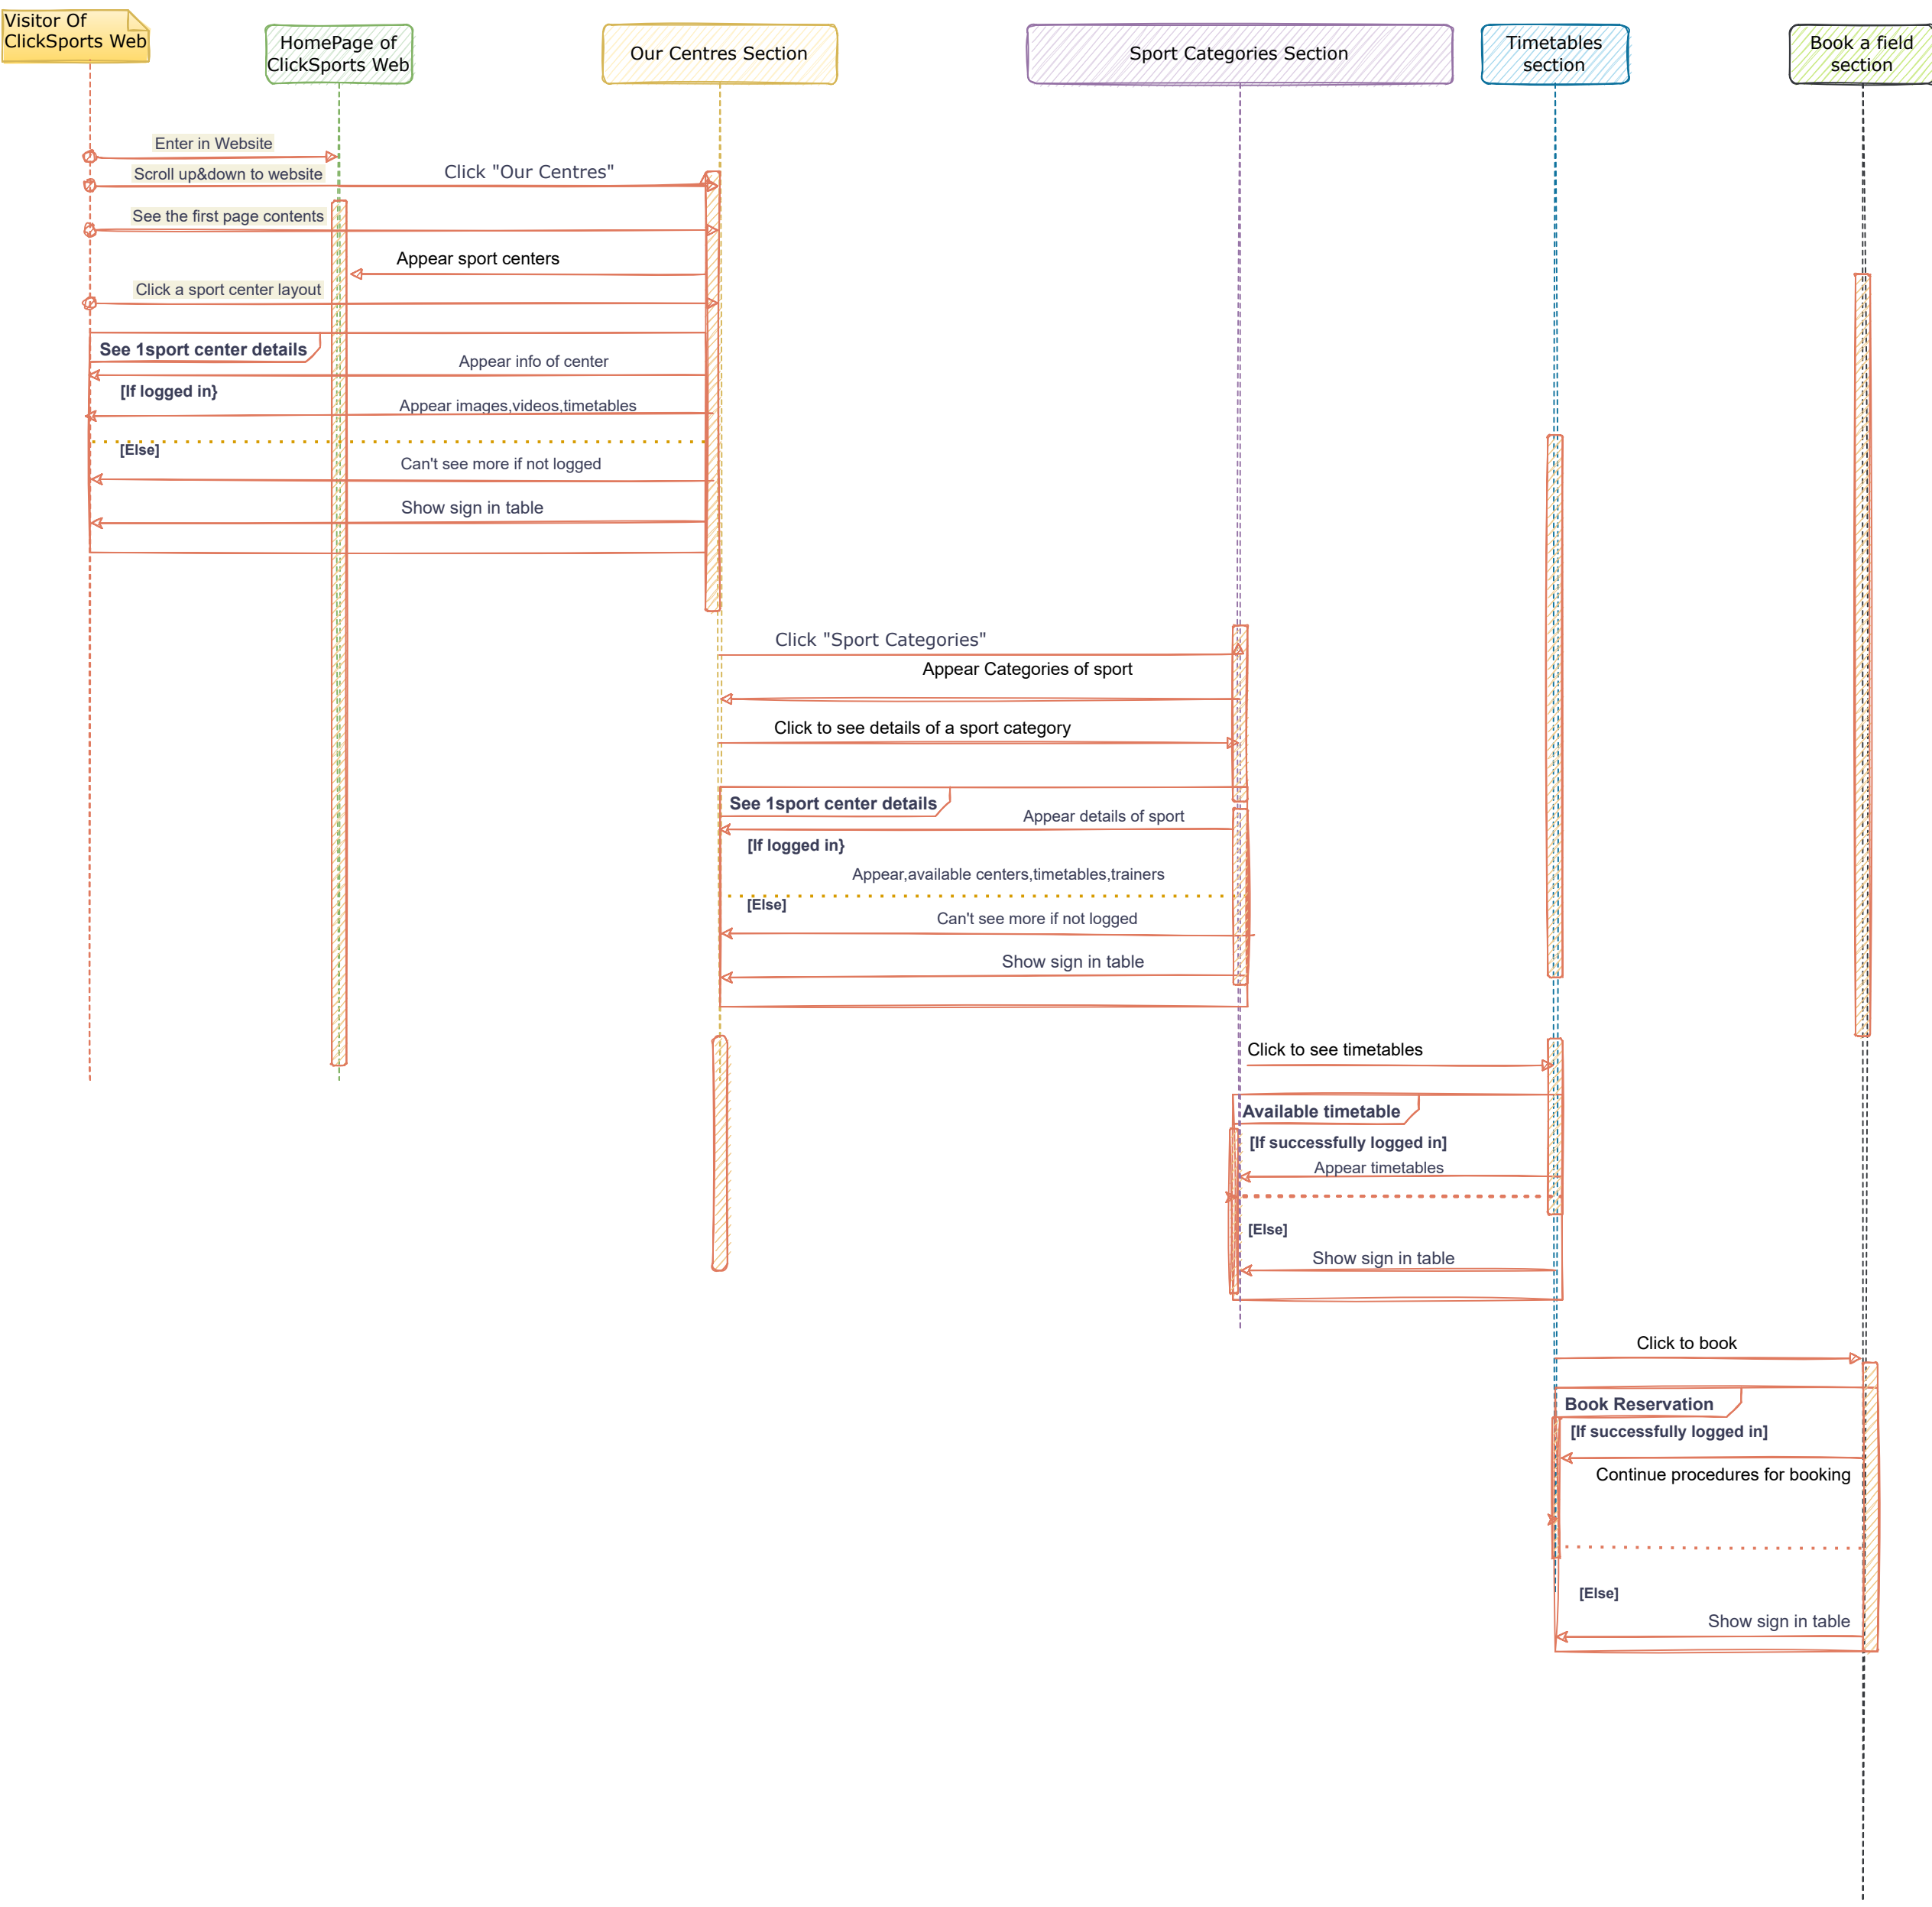 Visitor Of
ClickSports Web
HomePage of
ClickSports Web
Our Centres Section
Sport Categories Section
Timetables
section
Book a field
section
Enter in Website
Scroll up&down to website
Click "Our Centres"
See the first page contents
Appear sport centers
Click a sport center layout
See 1sport center details
Appear info of center
[If logged in}
Appear images,videos,timetables
[Else]
Can't see more if not logged
Show sign in table
Click "Sport Categories"
Appear Categories of sport
Click to see details of a sport category
See 1sport center details
Appear details of sport
[If logged in}
Appear,available centers,timetables,trainers
[Else]
Can't see more if not logged
Show sign in table
Click to see timetables
Available timetable
[If successfully logged in]
Appear timetables
[Else]
Show sign in table
Click to book
Book Reservation
[If successfully logged in]
Continue procedures for booking
[Else]
Show sign in table